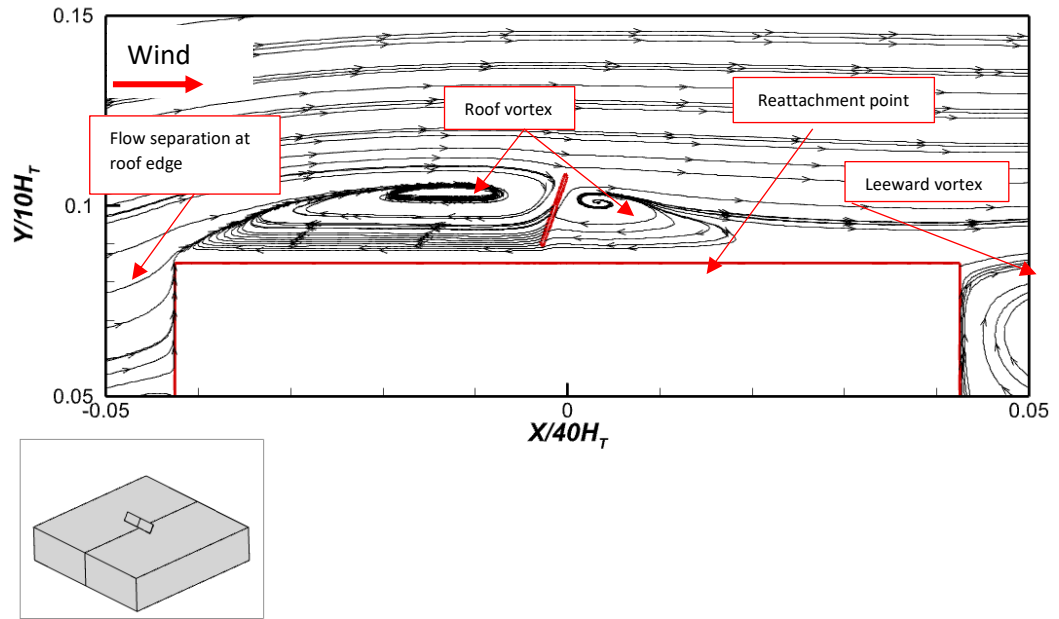 0.15
Wind
Roof vortex
Reattachment point
Flow separation at
roof edge
Leeward vortex
Y/10H_T
0.1
0.05
-0.05
0
0.05
X/40H_T